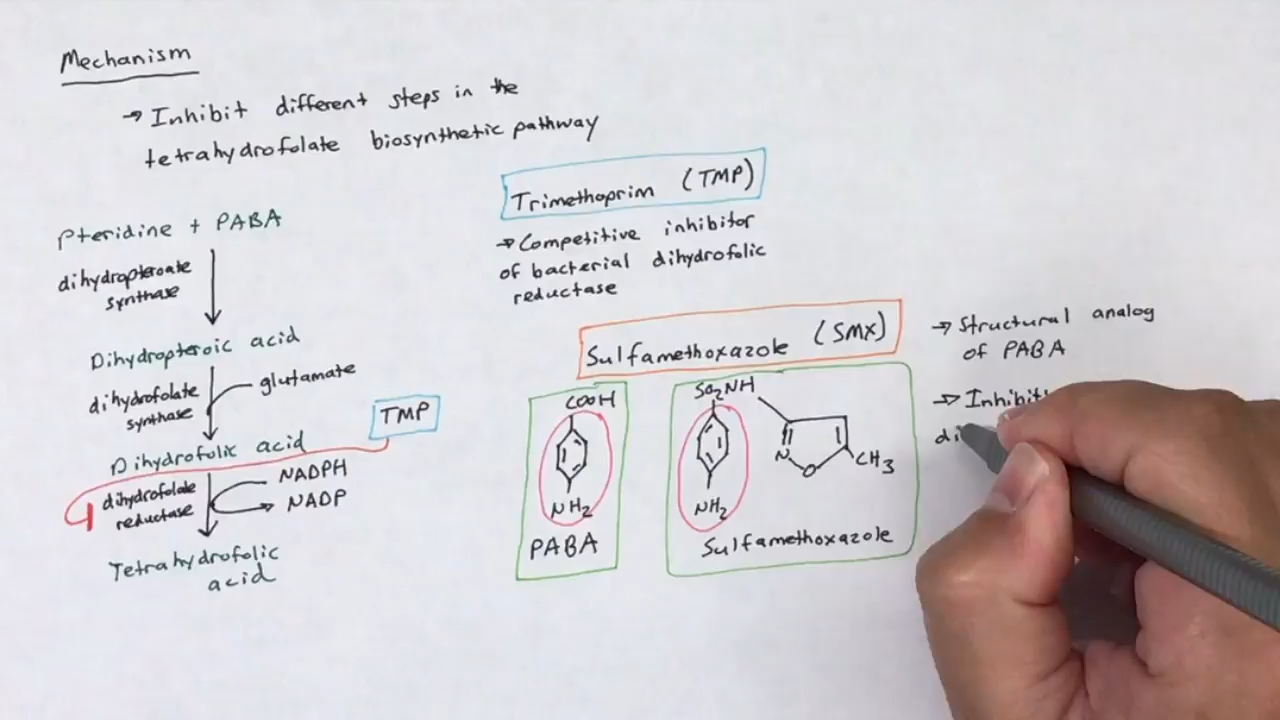 Mechanism
→ Inhibit different steps in the
tetrahydrofolate biosynthetic pathway
Pteridine + PABA
dihydropteroate
synthase
Dihydropteroic acid
dihydrofolate
synthase
glutamate
Dihydrofolic acid
TMP
dihydrofolate
reductase
NADPH
NADP
Tetrahydrofolic
acid
Trimethoprim (TMP)
→ Competitive inhibitor
of bacterial dihydrofolic
reductase
Sulfamethoxazole (SMX)
COOH
NH₂
PABA
SO₂NH
N
O
CH₃
NH₂
Sulfamethoxazole
→ Structural analog
of PABA
→ Inhibit
di